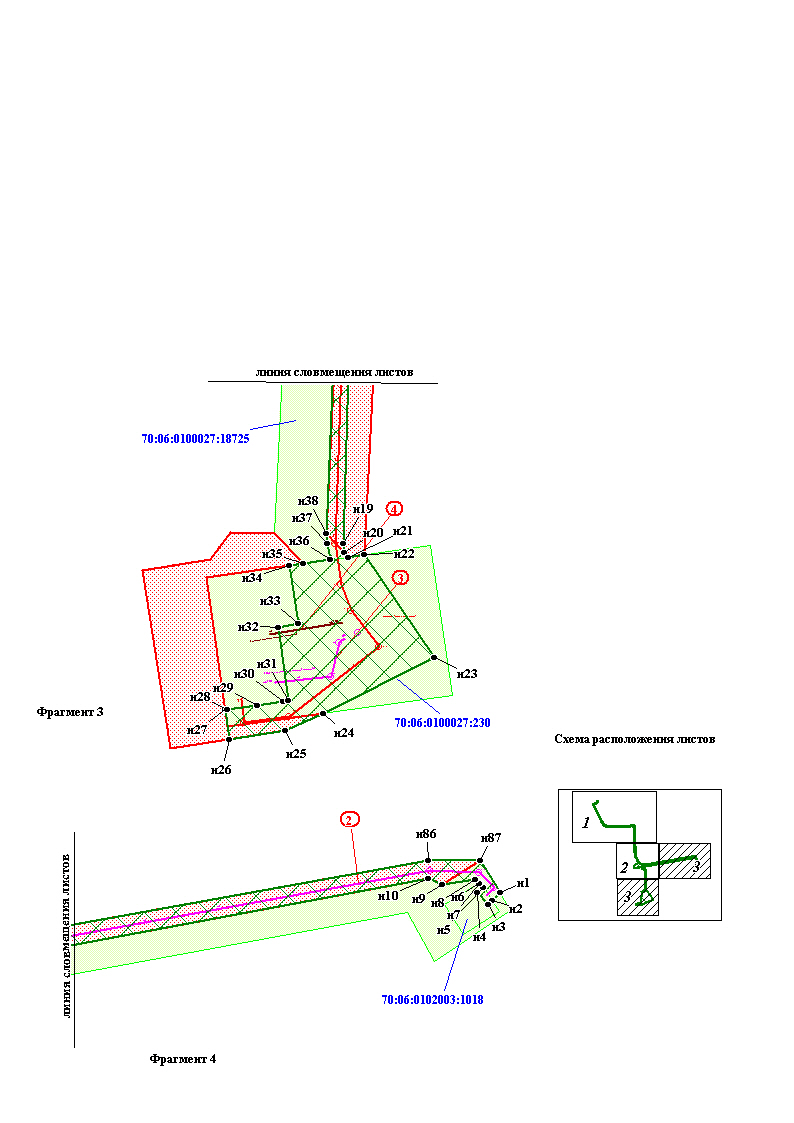 линия словмещения листов
70:06:0100027:18725
н38
н19
4
н37
н20
н21
н36
н22
н35
н34
3
н33
н32
н31
н30
н23
н29
н28
70:06:0100027:230
Фрагмент 3
н27
н24
н25
н26
Схема расположения листов
2
н86
н87
1
линия словмещения листов
2
3
н10
н9
н8
н6
н1
н7
н2
3
н5
н4
н3
70:06:0102003:1018
Фрагмент 4